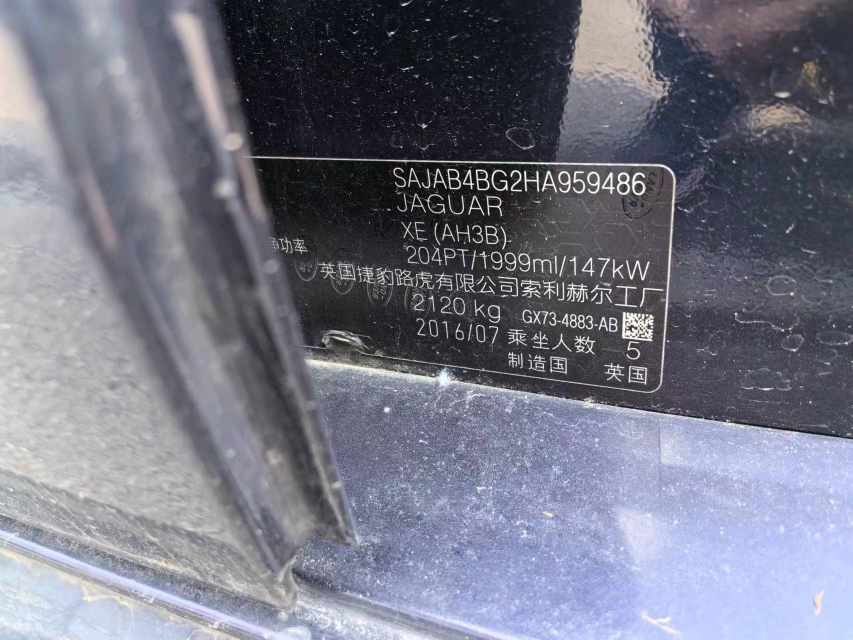 SAJAB4BG2HA959486
JAGUAR
XE (AH3B)
净功率 204PT/1999ml/147kW
英国捷豹路虎有限公司索利赫尔工厂
2120 kg GX73-4883-AB
2016/07 乘坐人数 5
制造国 英国